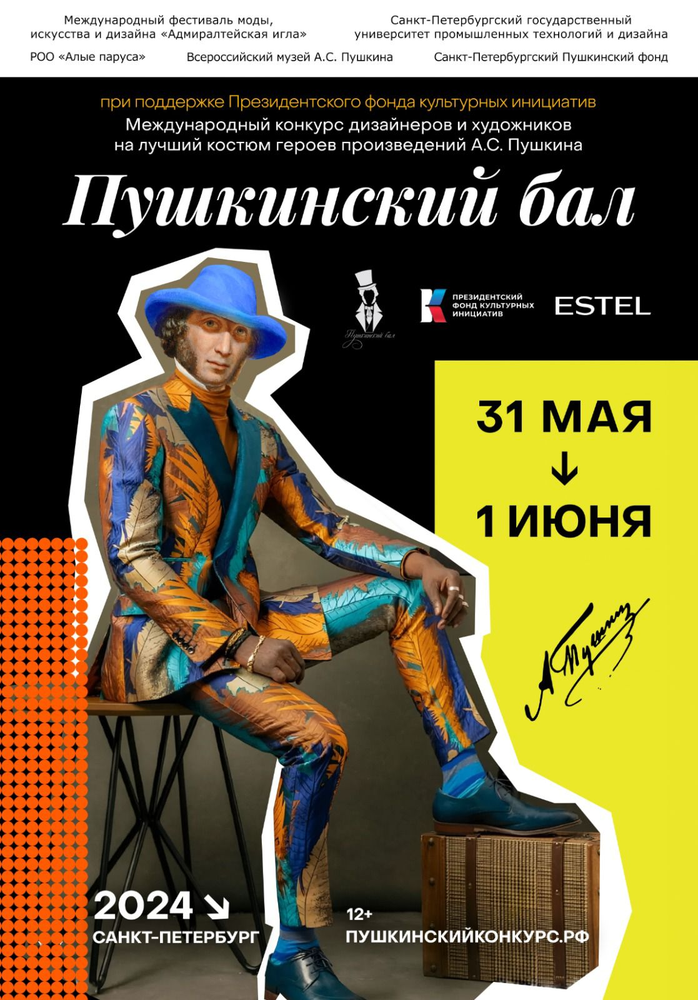 Международный фестиваль моды,
искусства и дизайна «Адмиралтейская игла»
Санкт-Петербургский государственный
университет промышленных технологий и дизайна
РОО «Алые паруса»
Всероссийский музей А.С. Пушкина
Санкт-Петербургский Пушкинский фонд
при поддержке Президентского фонда культурных инициатив
Международный конкурс дизайнеров и художников
на лучший костюм героев произведений А.С. Пушкина
Пушкинский бал
Пушкинский бал
ПРЕЗИДЕНТСКИЙ
ФОНД КУЛЬТУРНЫХ
ИНИЦИАТИВ
ESTEL
31 МАЯ
↓
1 ИЮНЯ
А Пушкин
2024 ↘
САНКТ-ПЕТЕРБУРГ
12+
ПУШКИНСКИЙКОНКУРС.РФ